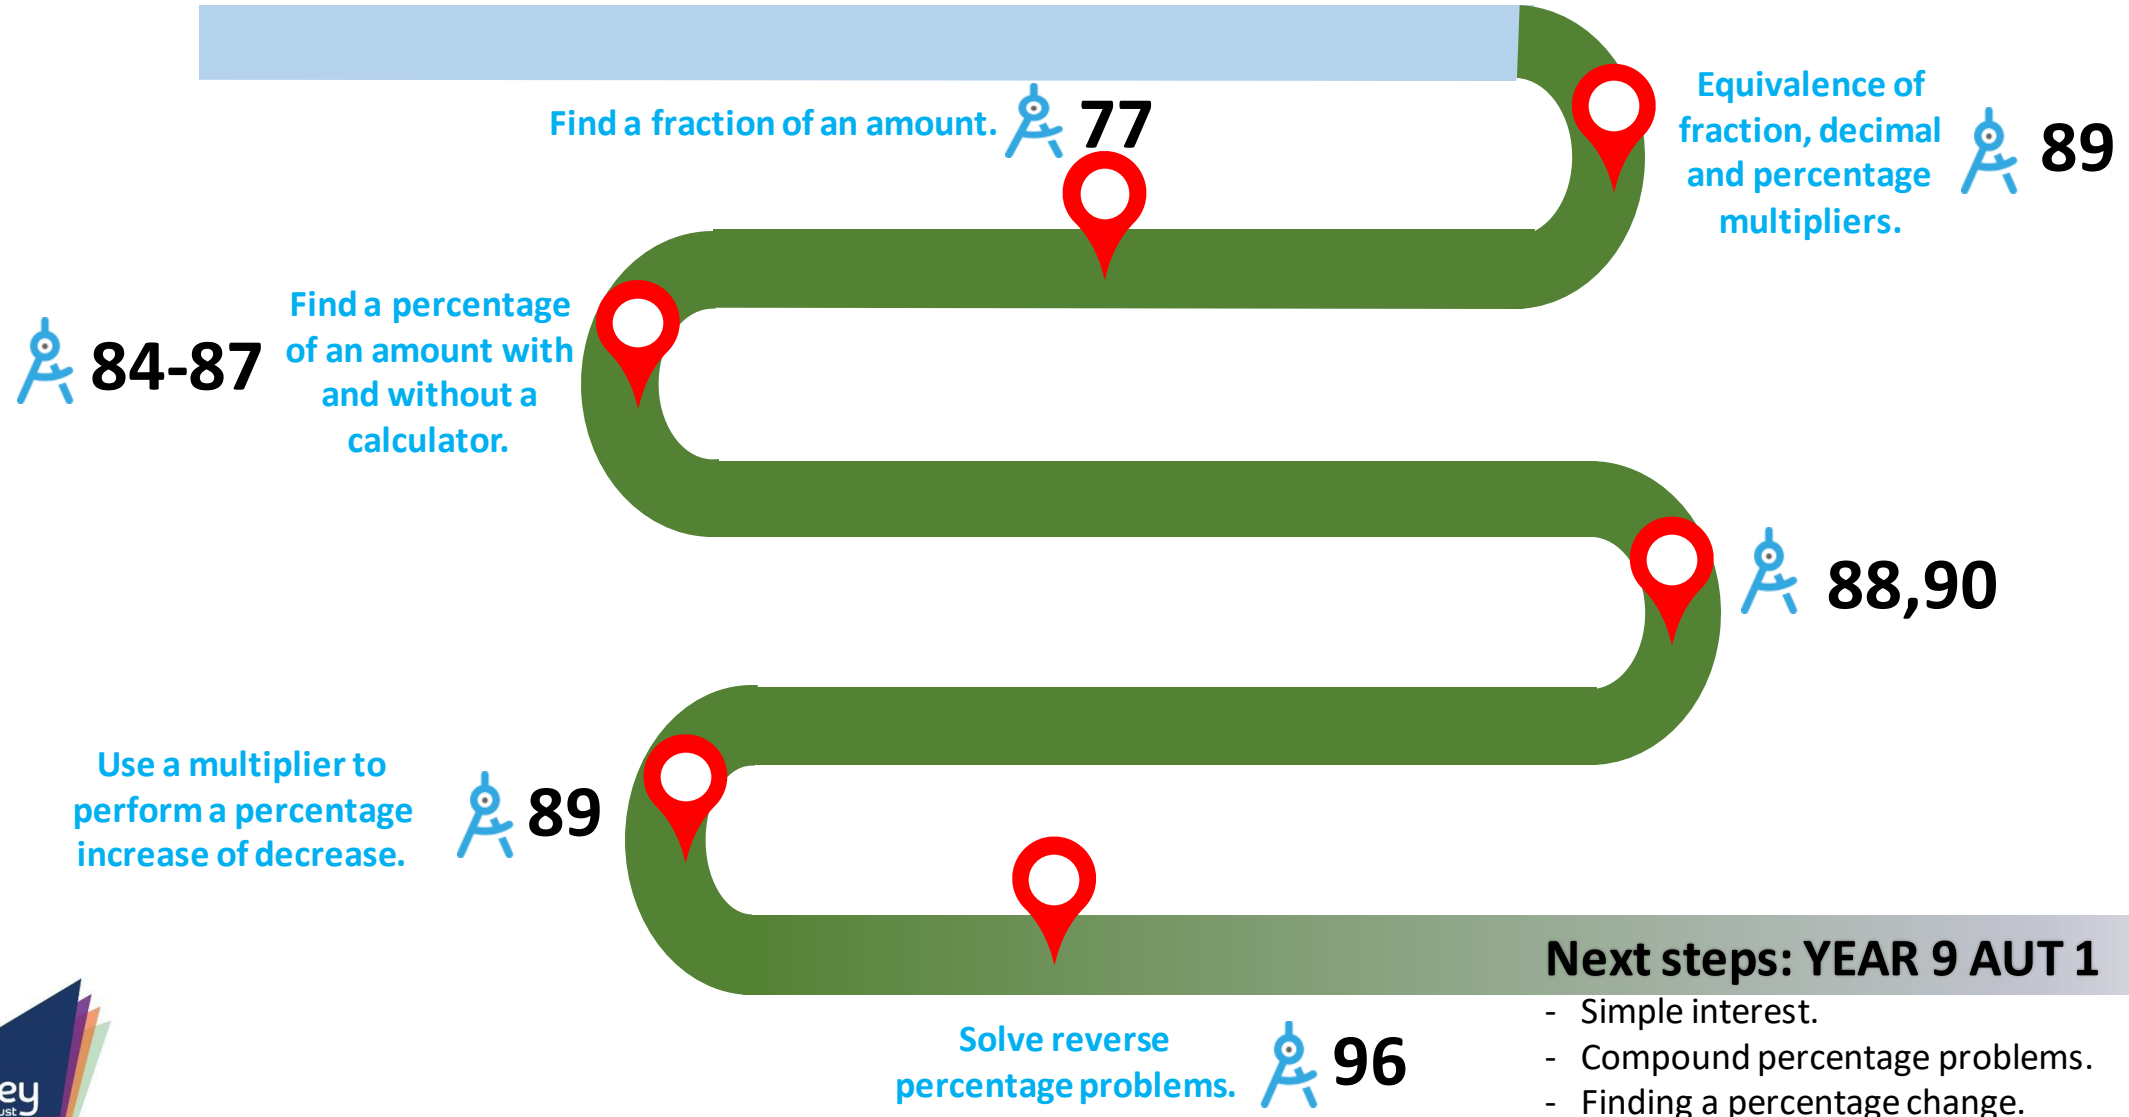 Find a fraction of an amount.
77
Equivalence of
fraction, decimal
and percentage
multipliers.
89
84-87
Find a percentage
of an amount with
and without a
calculator.
88,90
Use a multiplier to
perform a percentage
increase of decrease.
89
Solve reverse
percentage problems.
96
Next steps: YEAR 9 AUT 1
- Simple interest.
- Compound percentage problems.
- Finding a percentage change.